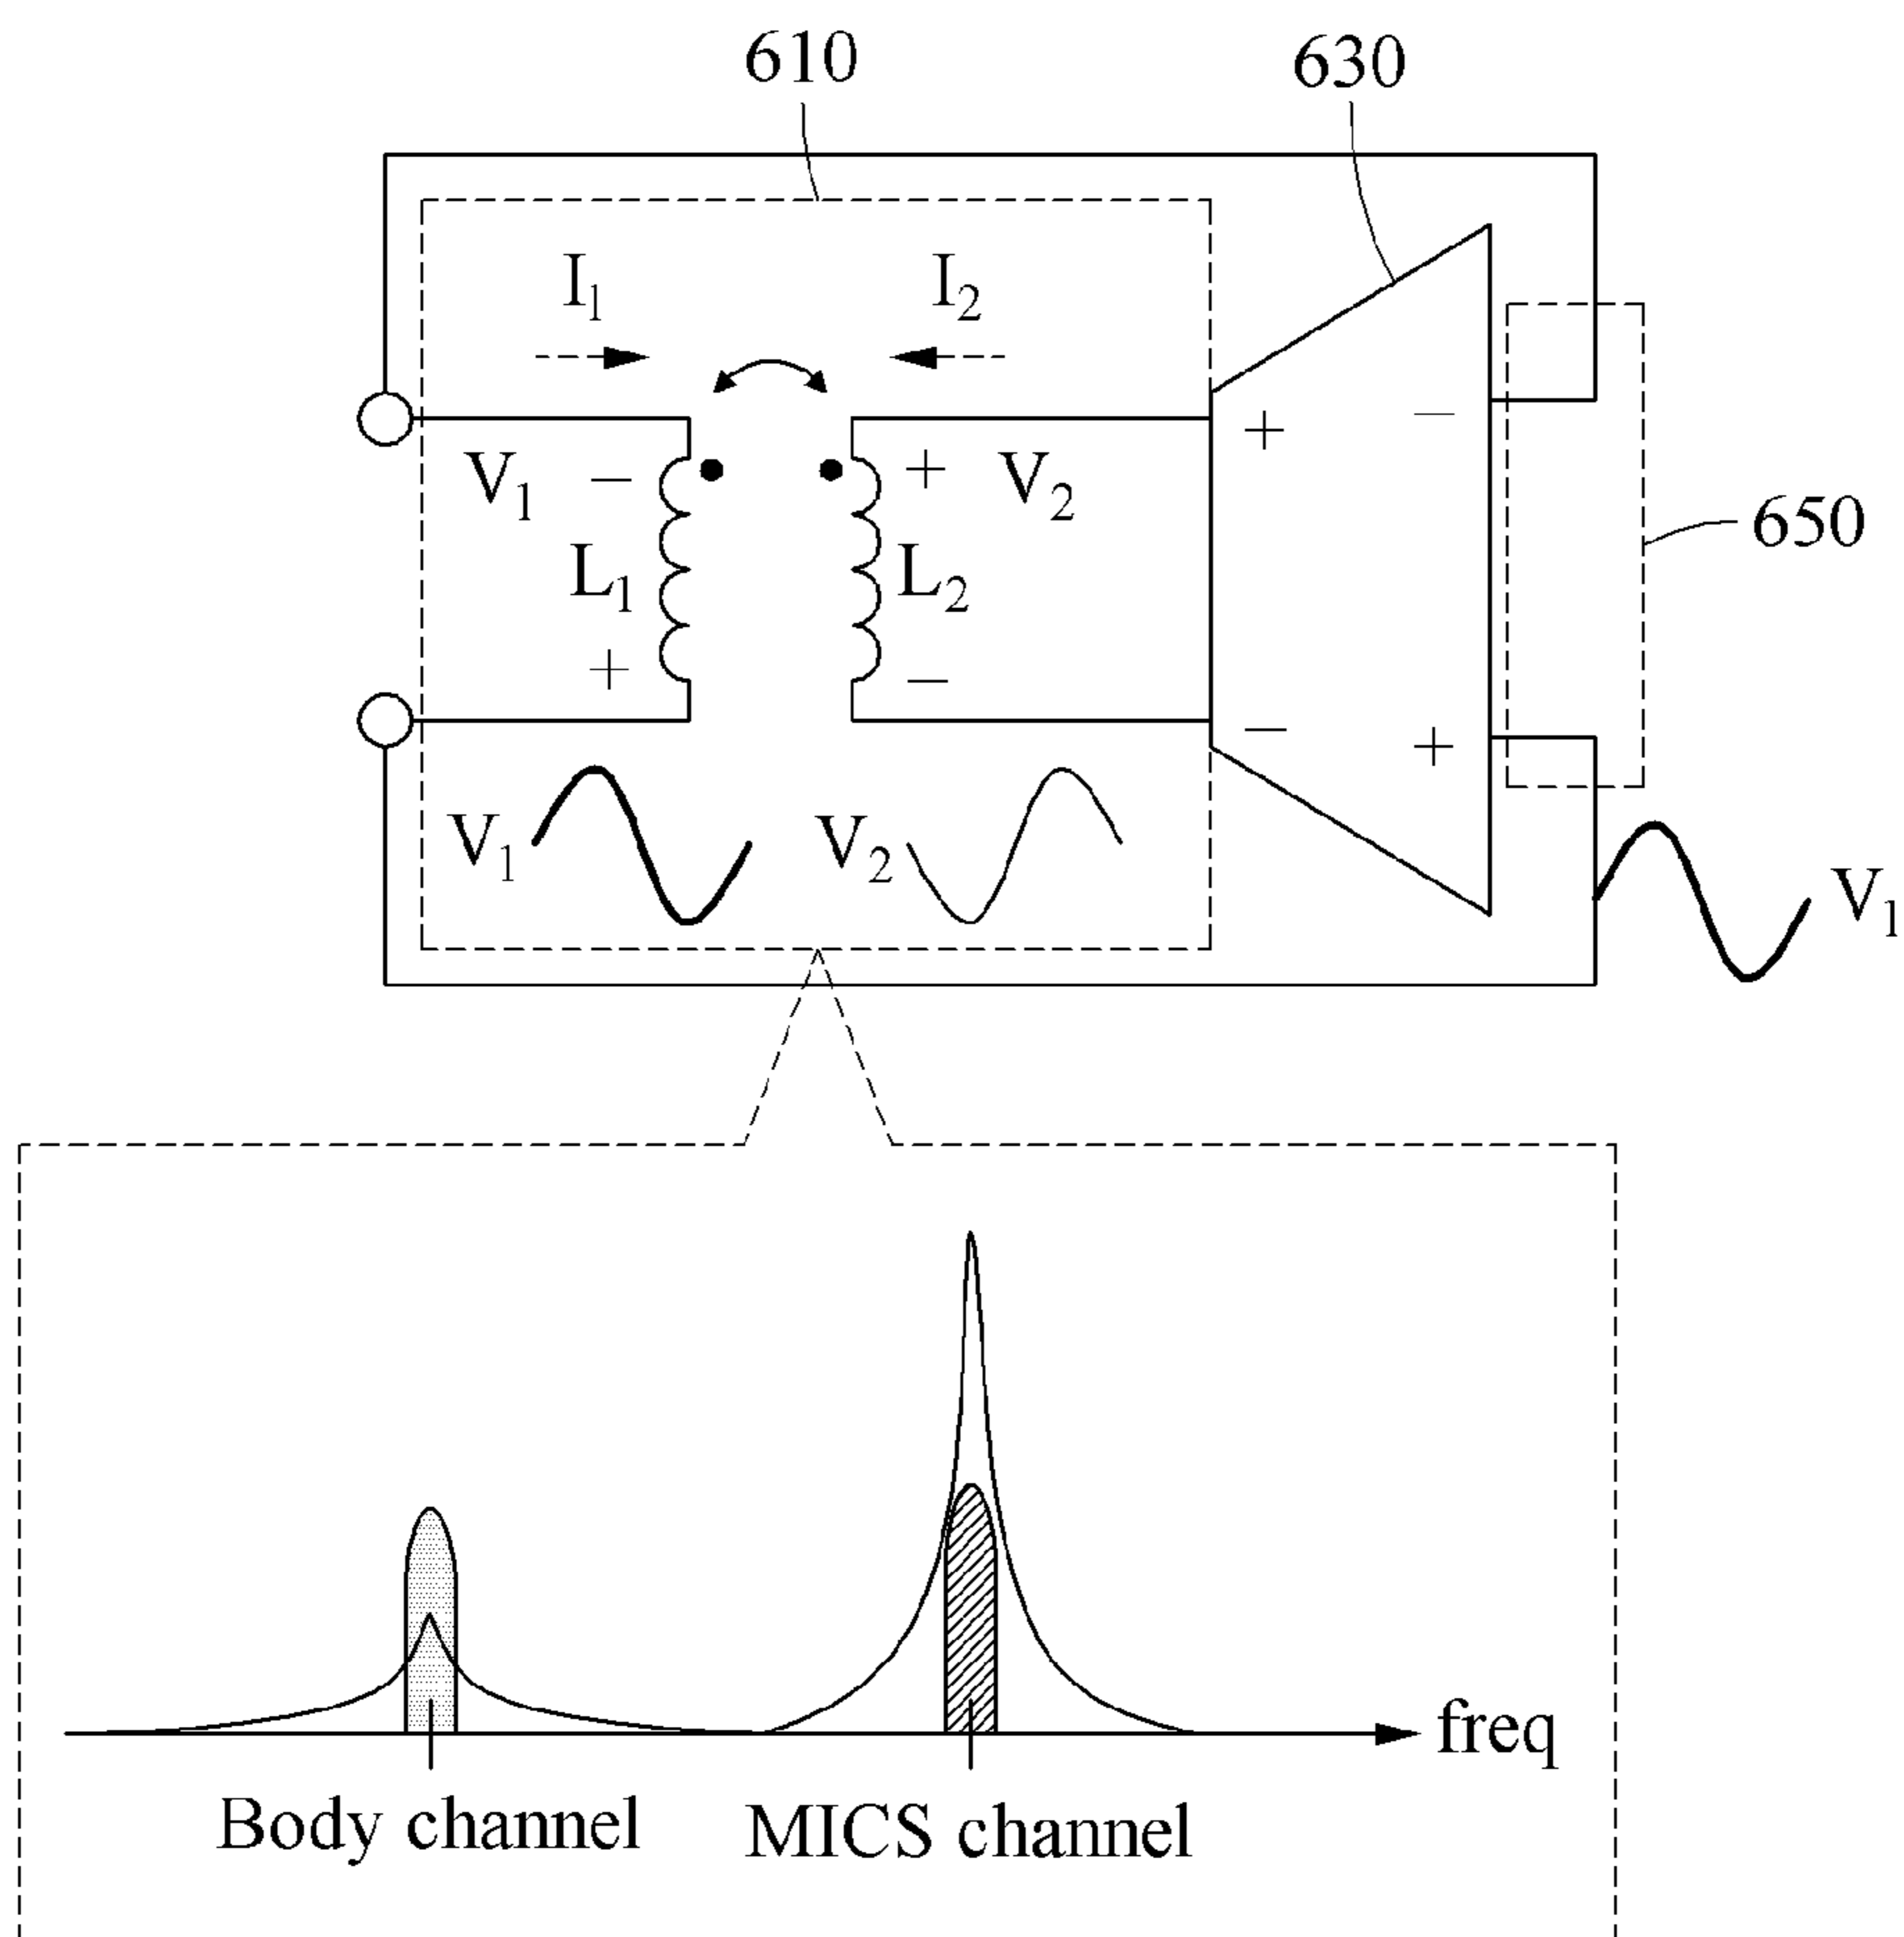 610
630
I₁
I₂
+
−
V₁
−
+
V₂
650
L₁
L₂
+
−
−
+
V₁
V₂
V₁
freq
Body channel
MICS channel